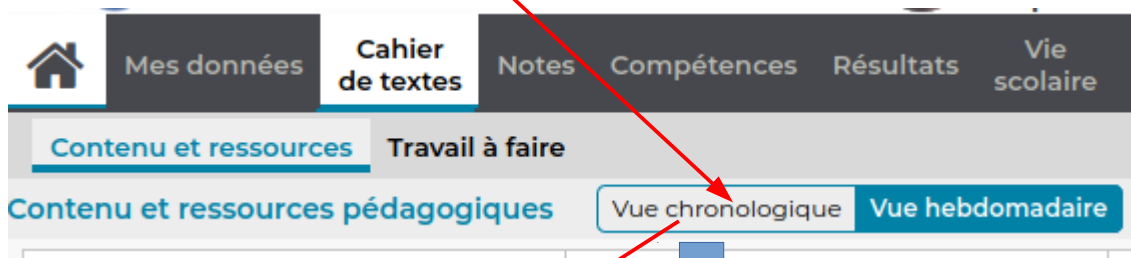 Mes données
Cahier
de textes
Notes
Compétences
Résultats
Vie
scolaire
Contenu et ressources
Travail à faire
Contenu et ressources pédagogiques
Vue chronologique
Vue hebdomadaire